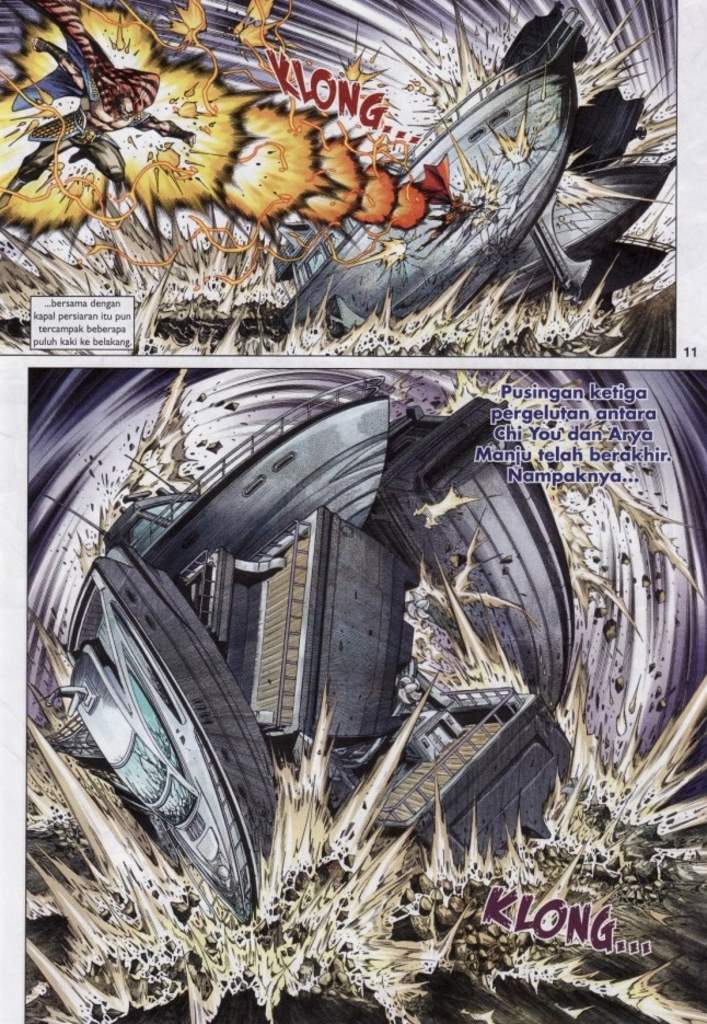 KLONG...
...bersama dengan
kapal persiaran itu pun
tercampak beberapa
puluh kaki ke belakang.
11
Pusingan ketiga
pergelutan antara
Chi You dan Arya
Manju telah berakhir.
Nampaknya...
KLONG...